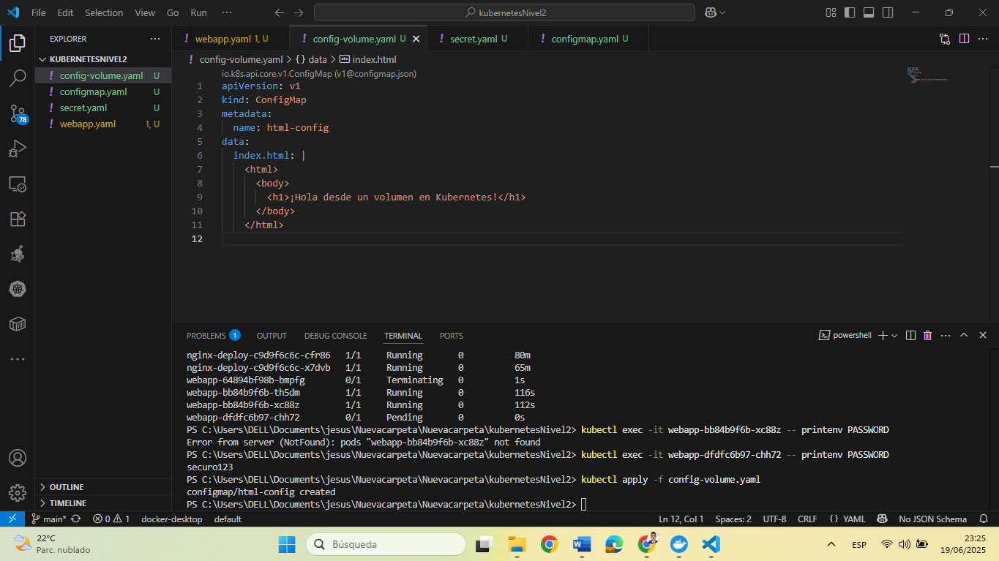 File Edit Selection View Go Run ··· kubernetesNivel2
EXPLORER ···
KUBERNETESNIVEL2
! config-volume.yaml U
! configmap.yaml U
! secret.yaml U
! webapp.yaml 1, U
78
OUTLINE
TIMELINE
! webapp.yaml 1, U ! config-volume.yaml U ! secret.yaml U ! configmap.yaml U
! config-volume.yaml > {} data > abc index.html
io.k8s.api.core.v1.ConfigMap (v1@configmap.json)
1 apiVersion: v1
2 kind: ConfigMap
3 metadata:
4   name: html-config
5 data:
6   index.html: |
7     <html>
8       <body>
9         <h1>¡Hola desde un volumen en Kubernetes!</h1>
10       </body>
11     </html>
12
PROBLEMS 1 OUTPUT DEBUG CONSOLE TERMINAL PORTS powershell
nginx-deploy-c9d9f6c6c-cfr86 1/1 Running 0 80m
nginx-deploy-c9d9f6c6c-x7dvb 1/1 Running 0 65m
webapp-64894bf98b-bmpfg 0/1 Terminating 0 1s
webapp-bb84b9f6b-th5dm 1/1 Running 0 116s
webapp-bb84b9f6b-xc88z 1/1 Running 0 112s
webapp-dfdfc6b97-chh72 0/1 Pending 0 0s
PS C:\Users\DELL\Documents\jesus\Nuevacarpeta\Nuevacarpeta\kubernetesNivel2> kubectl exec -it webapp-bb84b9f6b-xc88z -- printenv PASSWORD
Error from server (NotFound): pods "webapp-bb84b9f6b-xc88z" not found
PS C:\Users\DELL\Documents\jesus\Nuevacarpeta\Nuevacarpeta\kubernetesNivel2> kubectl exec -it webapp-dfdfc6b97-chh72 -- printenv PASSWORD
securo123
PS C:\Users\DELL\Documents\jesus\Nuevacarpeta\Nuevacarpeta\kubernetesNivel2> kubectl apply -f config-volume.yaml
configmap/html-config created
PS C:\Users\DELL\Documents\jesus\Nuevacarpeta\Nuevacarpeta\kubernetesNivel2>
main* 0 1 docker-desktop default Ln 12, Col 1 Spaces: 2 UTF-8 CRLF {} YAML No JSON Schema
22°C
Parc. nublado
Búsqueda
ESP
23:25
19/06/2025